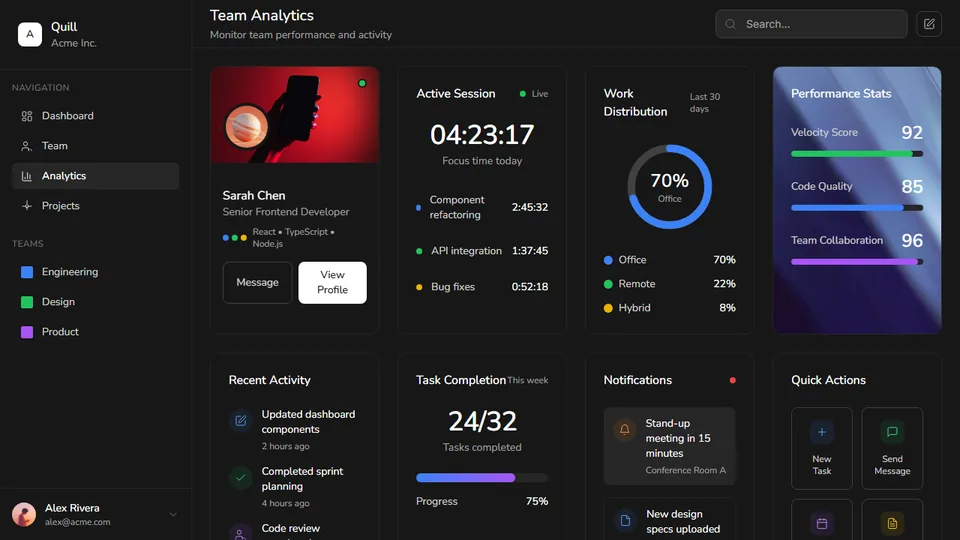 A
Quill
Acme Inc.
NAVIGATION
Dashboard
Team
Analytics
Projects
TEAMS
Engineering
Design
Product
Alex Rivera
alex@acme.com
Team Analytics
Monitor team performance and activity
Search...
Sarah Chen
Senior Frontend Developer
React • TypeScript •
Node.js
Message
View
Profile
Active Session
Live
04:23:17
Focus time today
Component
refactoring
2:45:32
API integration
1:37:45
Bug fixes
0:52:18
Work
Distribution
Last 30
days
70%
Office
Office
70%
Remote
22%
Hybrid
8%
Performance Stats
Velocity Score
92
Code Quality
85
Team Collaboration
96
Recent Activity
Updated dashboard
components
2 hours ago
Completed sprint
planning
4 hours ago
Code review
Task Completion
This week
24/32
Tasks completed
Progress
75%
Notifications
Stand-up
meeting in 15
minutes
Conference Room A
New design
specs uploaded
Quick Actions
New
Task
Send
Message